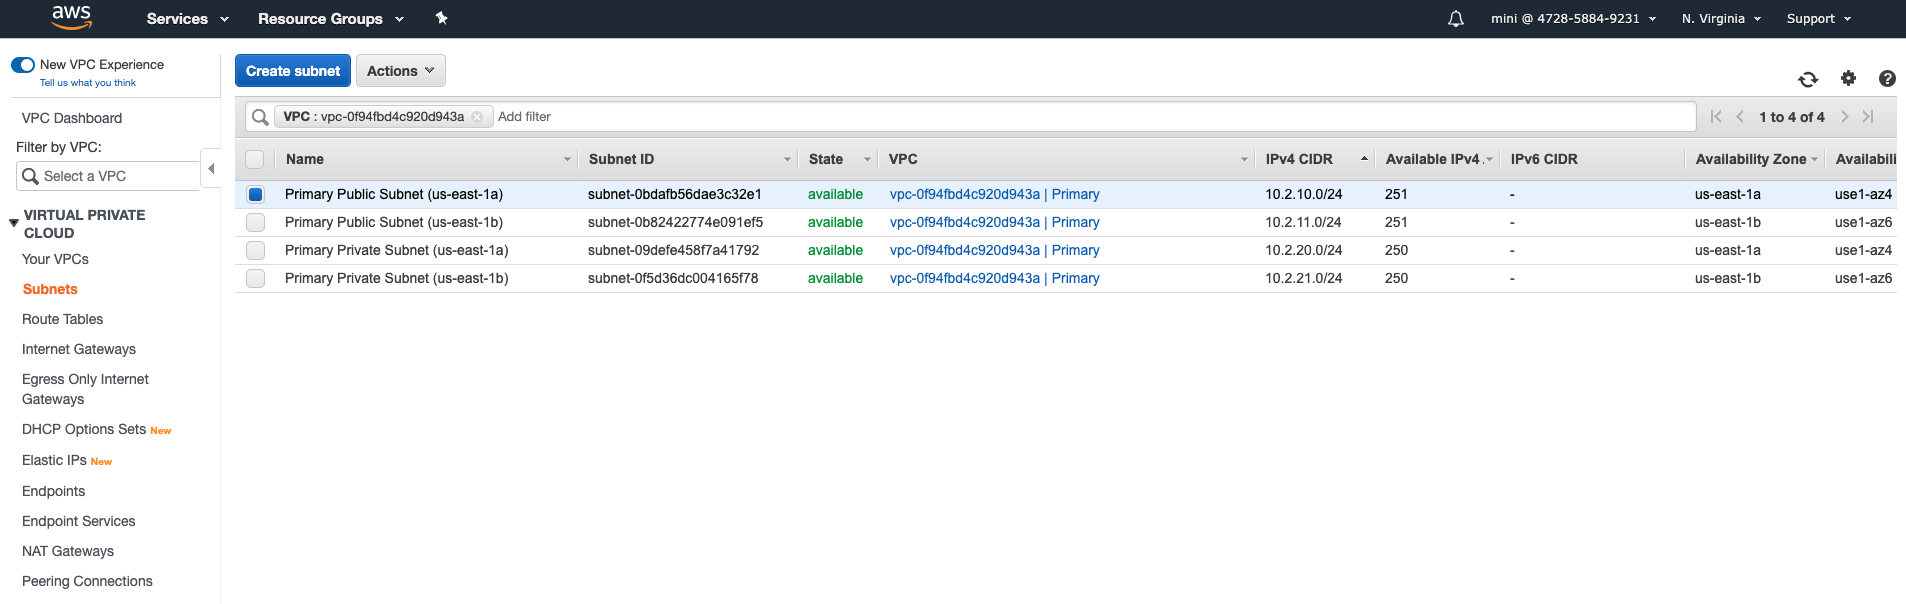 aws Services Resource Groups mini @ 4728-5884-9231 N. Virginia Support
New VPC Experience
Tell us what you think
VPC Dashboard
Filter by VPC:
Select a VPC
VIRTUAL PRIVATE
CLOUD
Your VPCs
Subnets
Route Tables
Internet Gateways
Egress Only Internet
Gateways
DHCP Options Sets New
Elastic IPs New
Endpoints
Endpoint Services
NAT Gateways
Peering Connections
Create subnet Actions
VPC : vpc-0f94fbd4c920d943a Add filter 1 to 4 of 4
Name Subnet ID State VPC IPv4 CIDR Available IPv4 IPv6 CIDR Availability Zone Availabili
Primary Public Subnet (us-east-1a) subnet-0bdafb56dae3c32e1 available vpc-0f94fbd4c920d943a | Primary 10.2.10.0/24 251 - us-east-1a use1-az4
Primary Public Subnet (us-east-1b) subnet-0b82422774e091ef5 available vpc-0f94fbd4c920d943a | Primary 10.2.11.0/24 251 - us-east-1b use1-az6
Primary Private Subnet (us-east-1a) subnet-09defe458f7a41792 available vpc-0f94fbd4c920d943a | Primary 10.2.20.0/24 250 - us-east-1a use1-az4
Primary Private Subnet (us-east-1b) subnet-0f5d36dc004165f78 available vpc-0f94fbd4c920d943a | Primary 10.2.21.0/24 250 - us-east-1b use1-az6